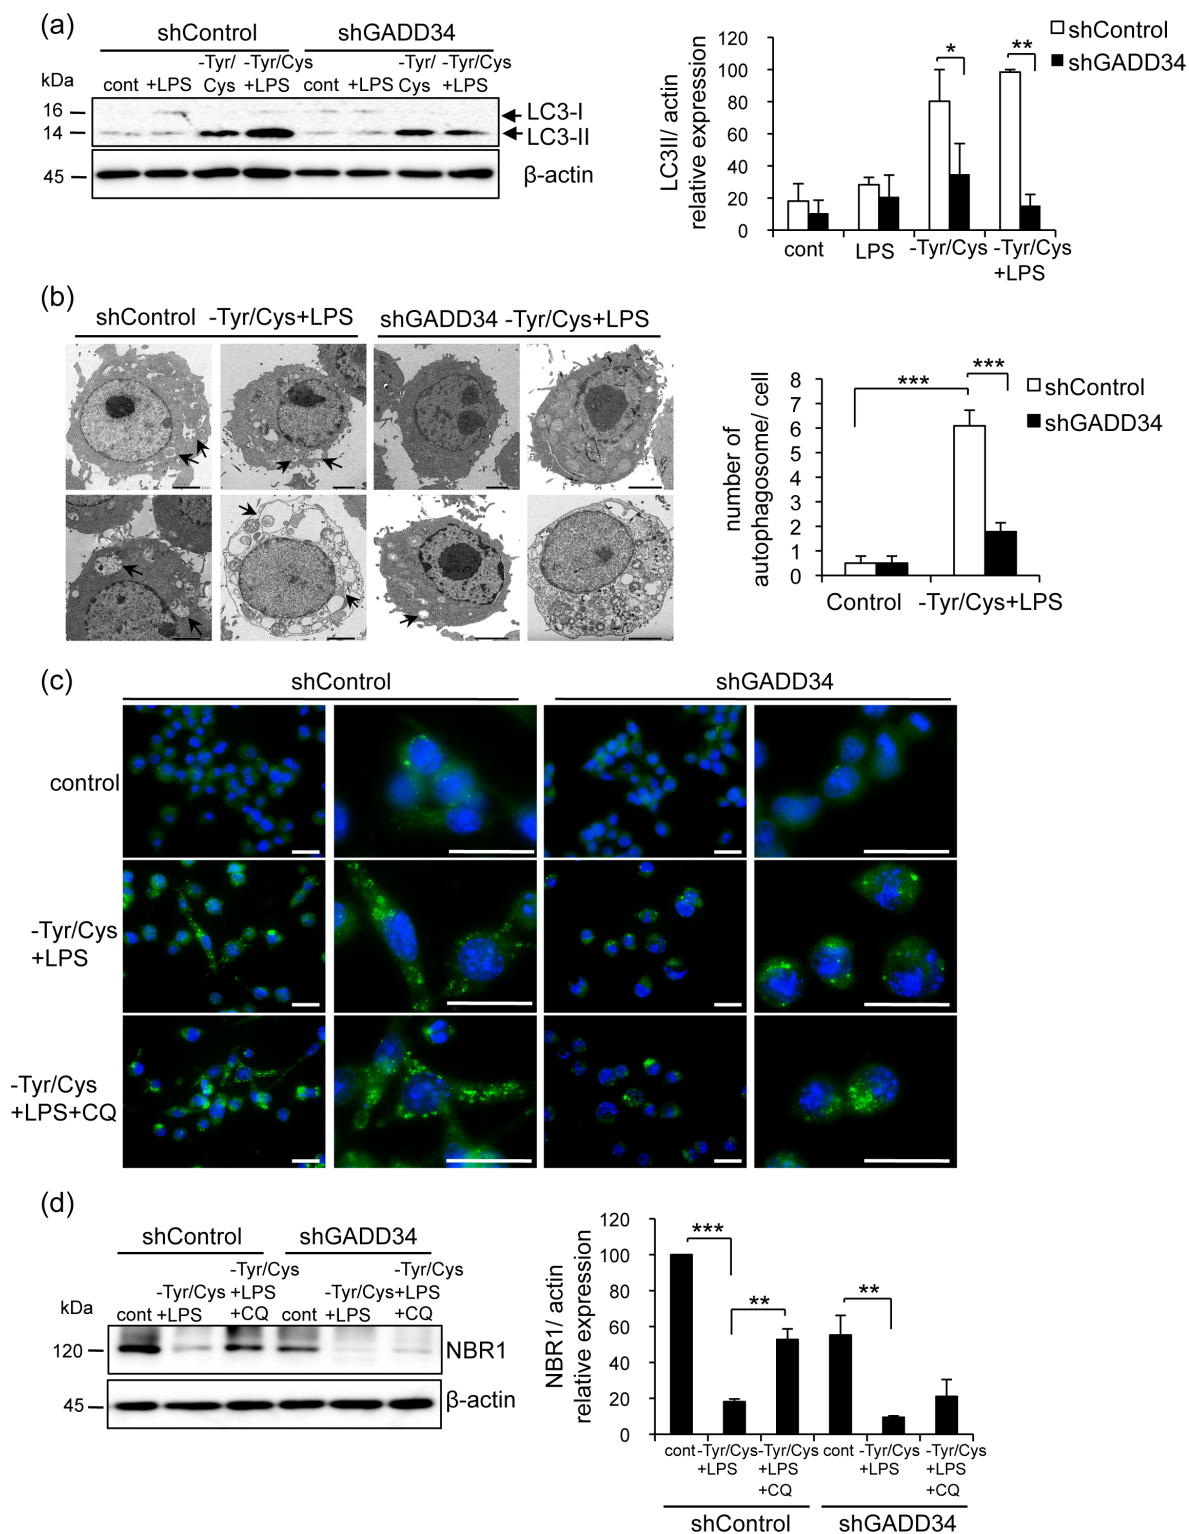 (a)
shControl
shGADD34
kDa
cont
+LPS
-Tyr/
Cys
-Tyr/Cys
+LPS
cont
+LPS
-Tyr/
Cys
-Tyr/Cys
+LPS
16
14
LC3-I
LC3-II
45
β-actin
LC3II/ actin
relative expression
120
100
80
60
40
20
0
*
**
shControl
shGADD34
cont
LPS
-Tyr/Cys
-Tyr/Cys
+LPS
(b)
shControl -Tyr/Cys+LPS
shGADD34 -Tyr/Cys+LPS
number of
autophagosome/ cell
8
7
6
5
4
3
2
1
0
***
***
shControl
shGADD34
Control
-Tyr/Cys+LPS
(c)
shControl
shGADD34
control
-Tyr/Cys
+LPS
-Tyr/Cys
+LPS+CQ
(d)
shControl
shGADD34
kDa
cont
-Tyr/Cys
+LPS
-Tyr/Cys
+LPS
+CQ
cont
-Tyr/Cys
+LPS
-Tyr/Cys
+LPS
+CQ
120
NBR1
45
β-actin
NBR1/ actin
relative expression
120
100
80
60
40
20
0
***
**
**
cont
-Tyr/Cys
+LPS
-Tyr/Cys
+LPS
+CQ
cont
-Tyr/Cys
+LPS
-Tyr/Cys
+LPS
+CQ
shControl
shGADD34